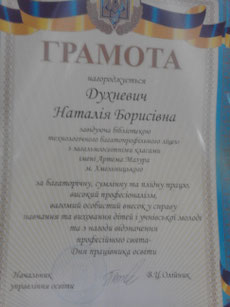 ГРАМОТА
нагороджується
Духневич
Наталія Борисівна
завідуюча бібліотекою
технологічного багатопрофільного ліцею
з загальноосвітніми класами
імені Артема Мазура
м. Хмельницького
за багаторічну, сумлінну та плідну працю,
високий професіоналізм,
вагомий особистий внесок у справу
навчання та виховання дітей і учнівської молоді
та з нагоди відзначення
професійного свята-
Дня працівника освіти
Начальник
управління освіти
В.Ц.Олійник